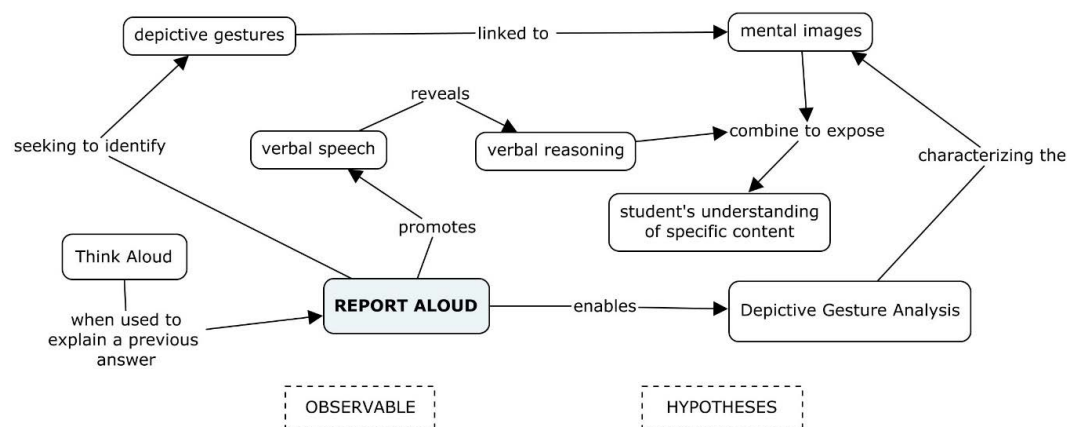 depictive gestures
linked to
mental images
reveals
seeking to identify
verbal speech
verbal reasoning
combine to expose
characterizing the
student's understanding
of specific content
promotes
Think Aloud
REPORT ALOUD
enables
Depictive Gesture Analysis
when used to
explain a previous
answer
OBSERVABLE
HYPOTHESES